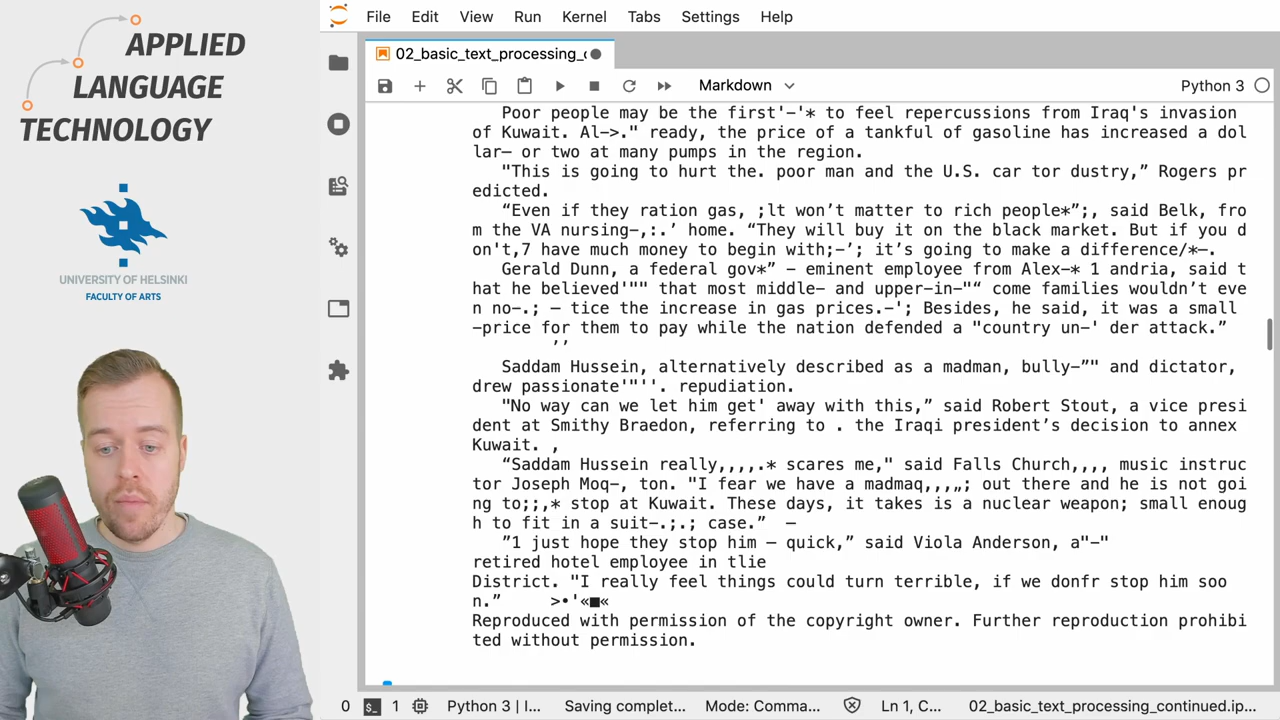 APPLIED
LANGUAGE
TECHNOLOGY
UNIVERSITY OF HELSINKI
FACULTY OF ARTS
File Edit View Run Kernel Tabs Settings Help
02_basic_text_processing_c
Markdown
Python 3
Poor people may be the first'—'* to feel repercussions from Iraq's invasion
of Kuwait. Al->." ready, the price of a tankful of gasoline has increased a dol
lar— or two at many pumps in the region.
"This is going to hurt the. poor man and the U.S. car tor dustry,” Rogers pr
edicted.
“Even if they ration gas, ;lt won’t matter to rich people*”;, said Belk, fro
m the VA nursing-,:.’ home. “They will buy it on the black market. But if you d
on't,7 have much money to begin with;—’; it’s going to make a difference/*—.
Gerald Dunn, a federal gov*” — eminent employee from Alex-* 1 andria, said t
hat he believed'"" that most middle- and upper-in-"“ come families wouldn’t eve
n no-.; — tice the increase in gas prices.—'; Besides, he said, it was a small
-price for them to pay while the nation defended a "country un-' der attack.”
’’
Saddam Hussein, alternatively described as a madman, bully—”" and dictator,
drew passionate'"''. repudiation.
"No way can we let him get' away with this,” said Robert Stout, a vice presi
dent at Smithy Braedon, referring to . the Iraqi president’s decision to annex
Kuwait. ,
“Saddam Hussein really,,,,.* scares me," said Falls Church,,,, music instruc
tor Joseph Moq-, ton. "I fear we have a madmaq,,,„; out there and he is not goi
ng to;;,* stop at Kuwait. These days, it takes is a nuclear weapon; small enoug
h to fit in a suit—.;.; case.” —
”1 just hope they stop him — quick,” said Viola Anderson, a"-"
retired hotel employee in tlie
District. "I really feel things could turn terrible, if we donfr stop him soo
n.” >•'«■«
Reproduced with permission of the copyright owner. Further reproduction prohibi
ted without permission.
0 $_ 1 Python 3 | I... Saving complet... Mode: Comma... Ln 1, C... 02_basic_text_processing_continued.ip...